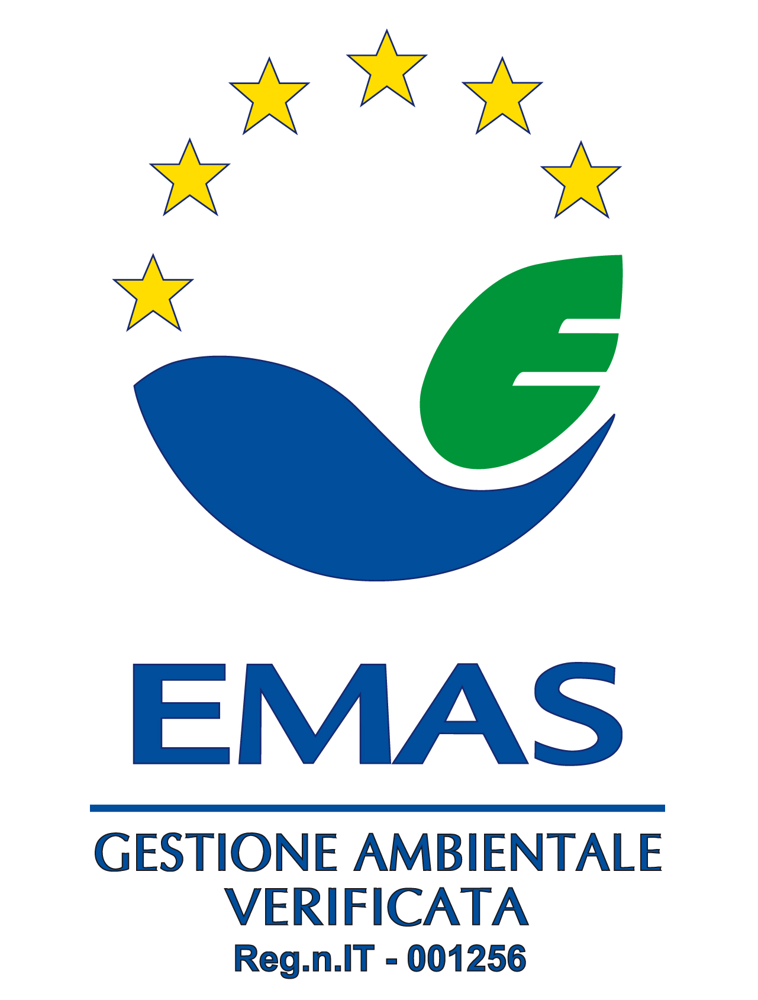 EMAS
GESTIONE AMBIENTALE
VERIFICATA
Reg.n.IT - 001256